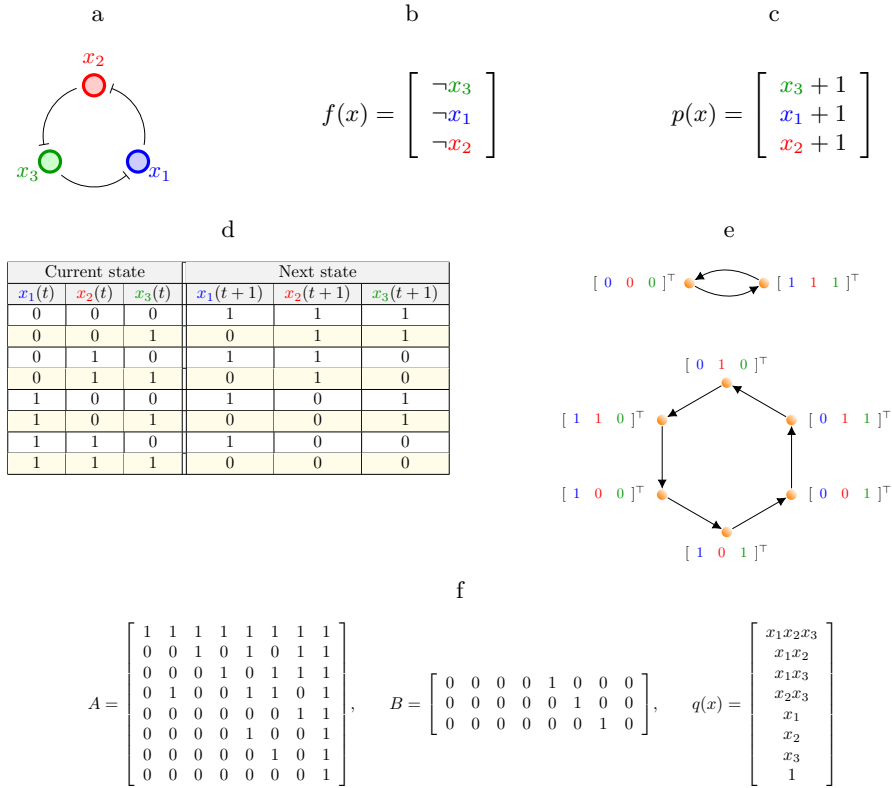 a
x₂
x₃
x₁
b
f(x) = [ ¬x₃
¬x₁
¬x₂ ]
c
p(x) = [ x₃ + 1
x₁ + 1
x₂ + 1 ]
d
Current state Next state
x₁(t) x₂(t) x₃(t) x₁(t + 1) x₂(t + 1) x₃(t + 1)
0 0 0 1 1 1
0 0 1 0 1 1
0 1 0 1 1 0
0 1 1 0 1 0
1 0 0 1 0 1
1 0 1 0 0 1
1 1 0 1 0 0
1 1 1 0 0 0
e
[ 0 0 0 ]⊤ [ 1 1 1 ]⊤
[ 0 1 0 ]⊤
[ 1 1 0 ]⊤ [ 0 1 1 ]⊤
[ 1 0 0 ]⊤ [ 0 0 1 ]⊤
[ 1 0 1 ]⊤
f
A = [ 1 1 1 1 1 1 1 1
0 0 1 0 1 0 1 1
0 0 0 1 0 1 1 1
0 1 0 0 1 1 0 1
0 0 0 0 0 0 1 1
0 0 0 0 1 0 0 1
0 0 0 0 0 1 0 1
0 0 0 0 0 0 0 1 ],
B = [ 0 0 0 0 1 0 0 0
0 0 0 0 0 1 0 0
0 0 0 0 0 0 1 0 ],
q(x) = [ x₁x₂x₃
x₁x₂
x₁x₃
x₂x₃
x₁
x₂
x₃
1 ]